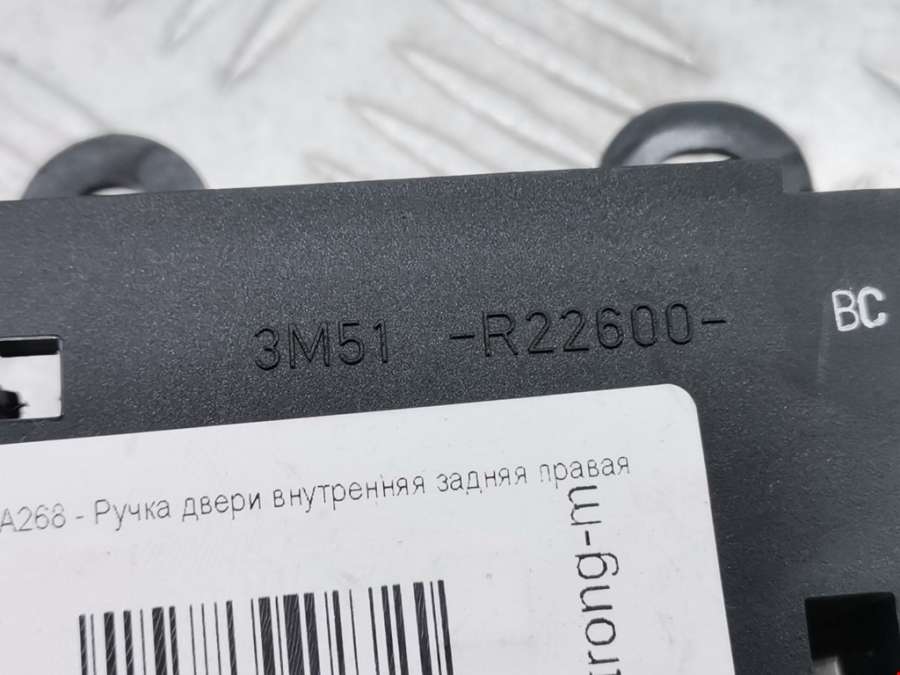 3M51 -R22600-
BC
A268 - Ручка двери внутренняя задняя правая
trong-m